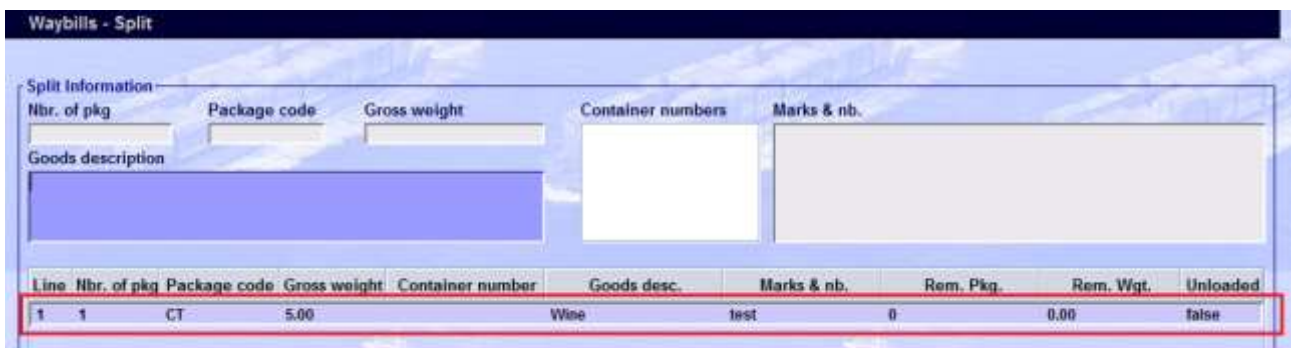 Waybills - Split
Split Information
Nbr. of pkg Package code Gross weight Container numbers Marks & nb.
Goods description
Line Nbr. of pkg Package code Gross weight Container number Goods desc. Marks & nb. Rem. Pkg. Rem. Wgt. Unloaded
1 1 CT 5.00 Wine test 0 0.00 false